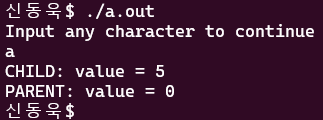 신동욱$ ./a.out
Input any character to continue
a
CHILD: value = 5
PARENT: value = 0
신동욱$